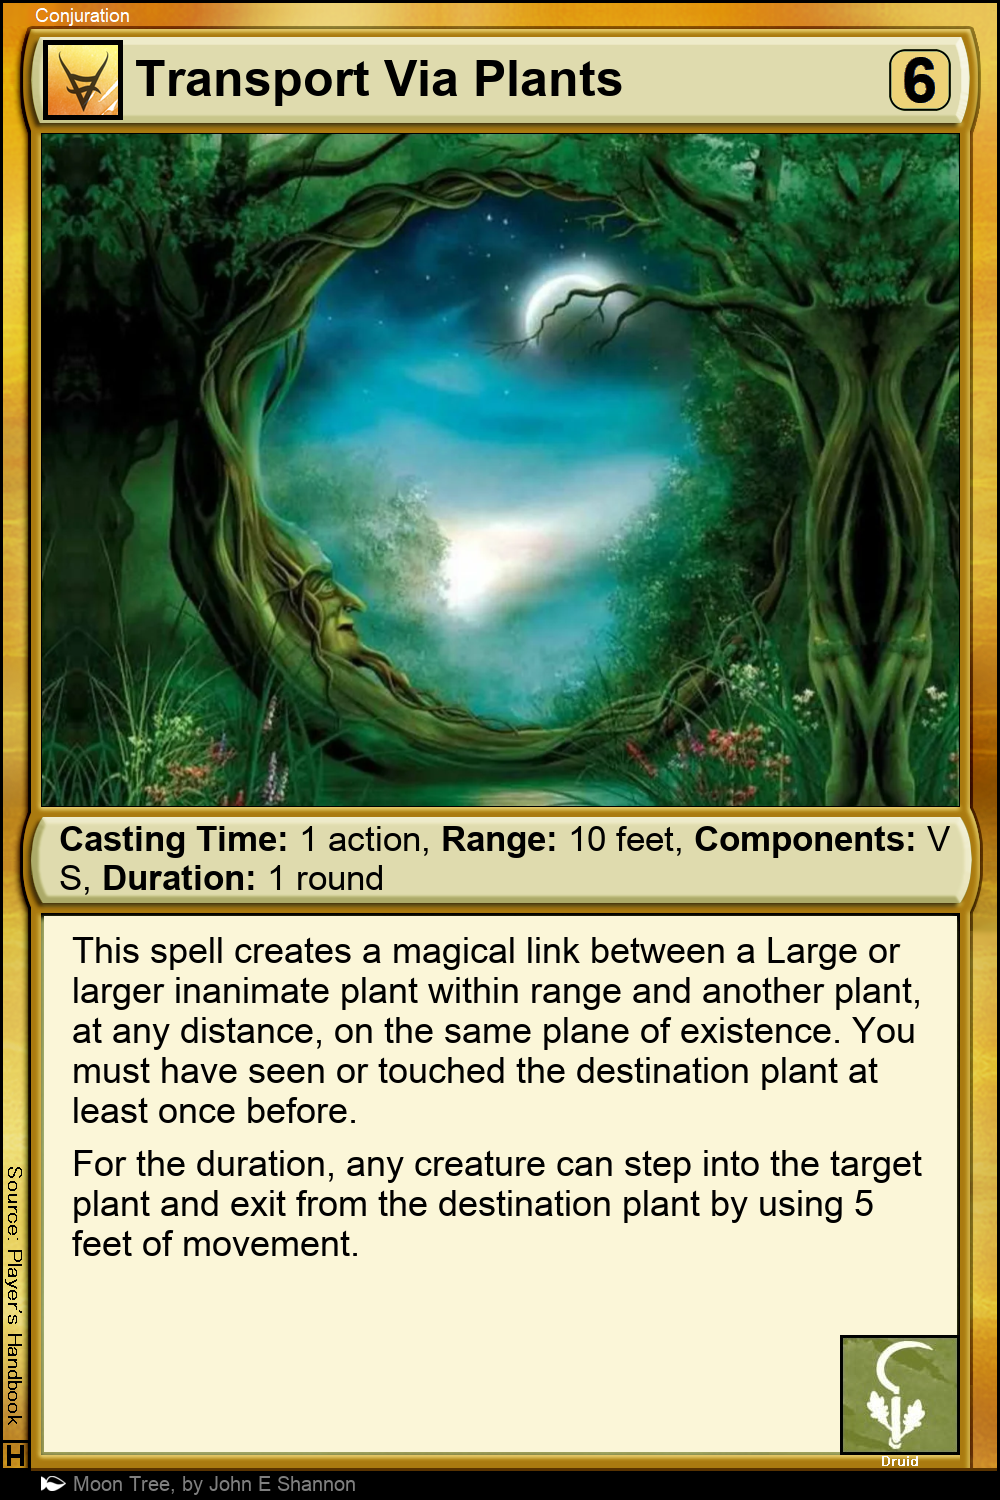 Conjuration
Transport Via Plants
6
Casting Time: 1 action, Range: 10 feet, Components: V
S, Duration: 1 round
This spell creates a magical link between a Large or
larger inanimate plant within range and another plant,
at any distance, on the same plane of existence. You
must have seen or touched the destination plant at
least once before.
For the duration, any creature can step into the target
plant and exit from the destination plant by using 5
feet of movement.
Source: Player's Handbook
H
Druid
Moon Tree, by John E Shannon